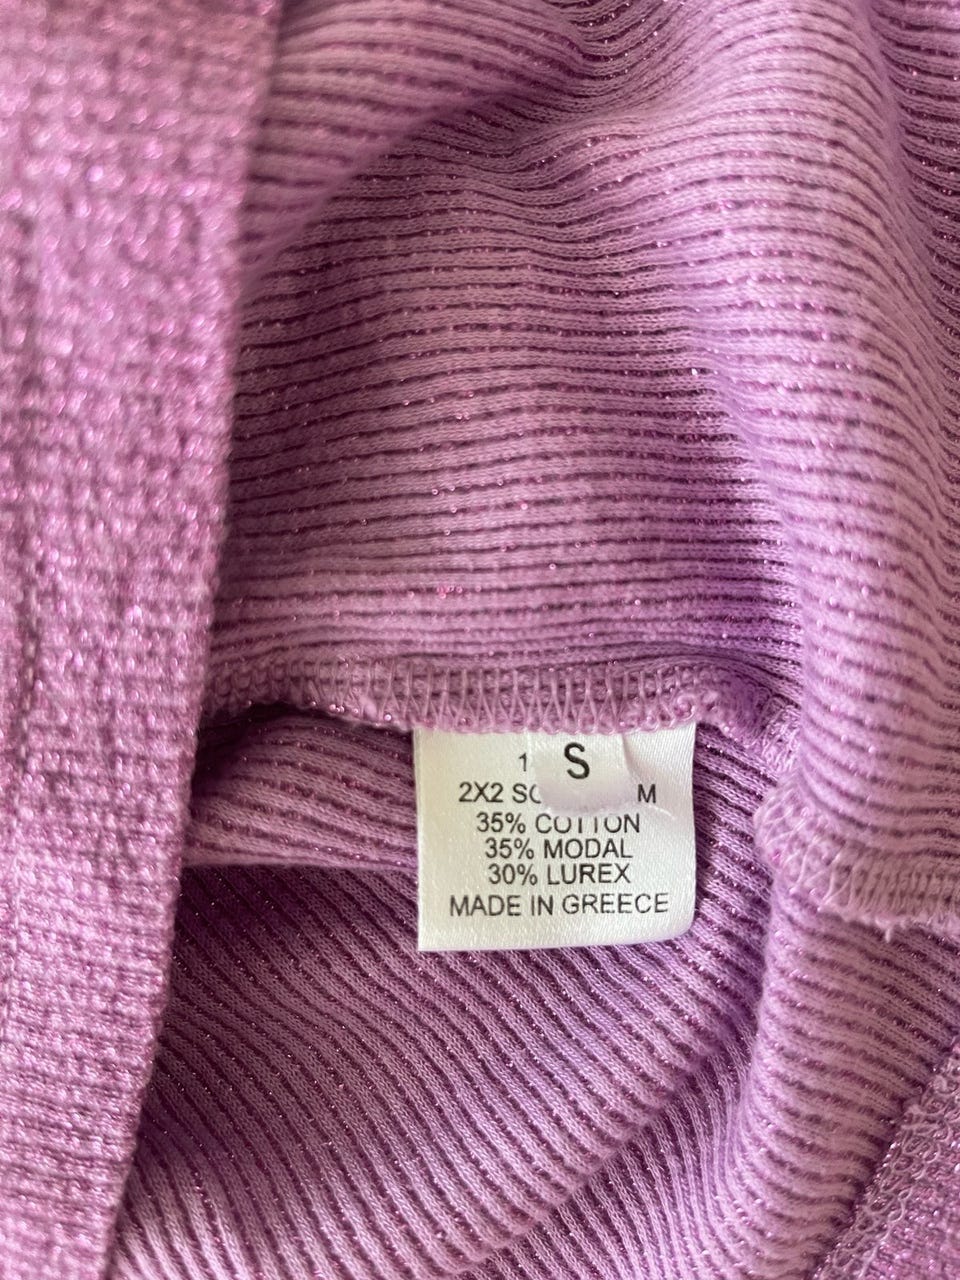 S
2X2
M
35% COTTON
35% MODAL
30% LUREX
MADE IN GREECE